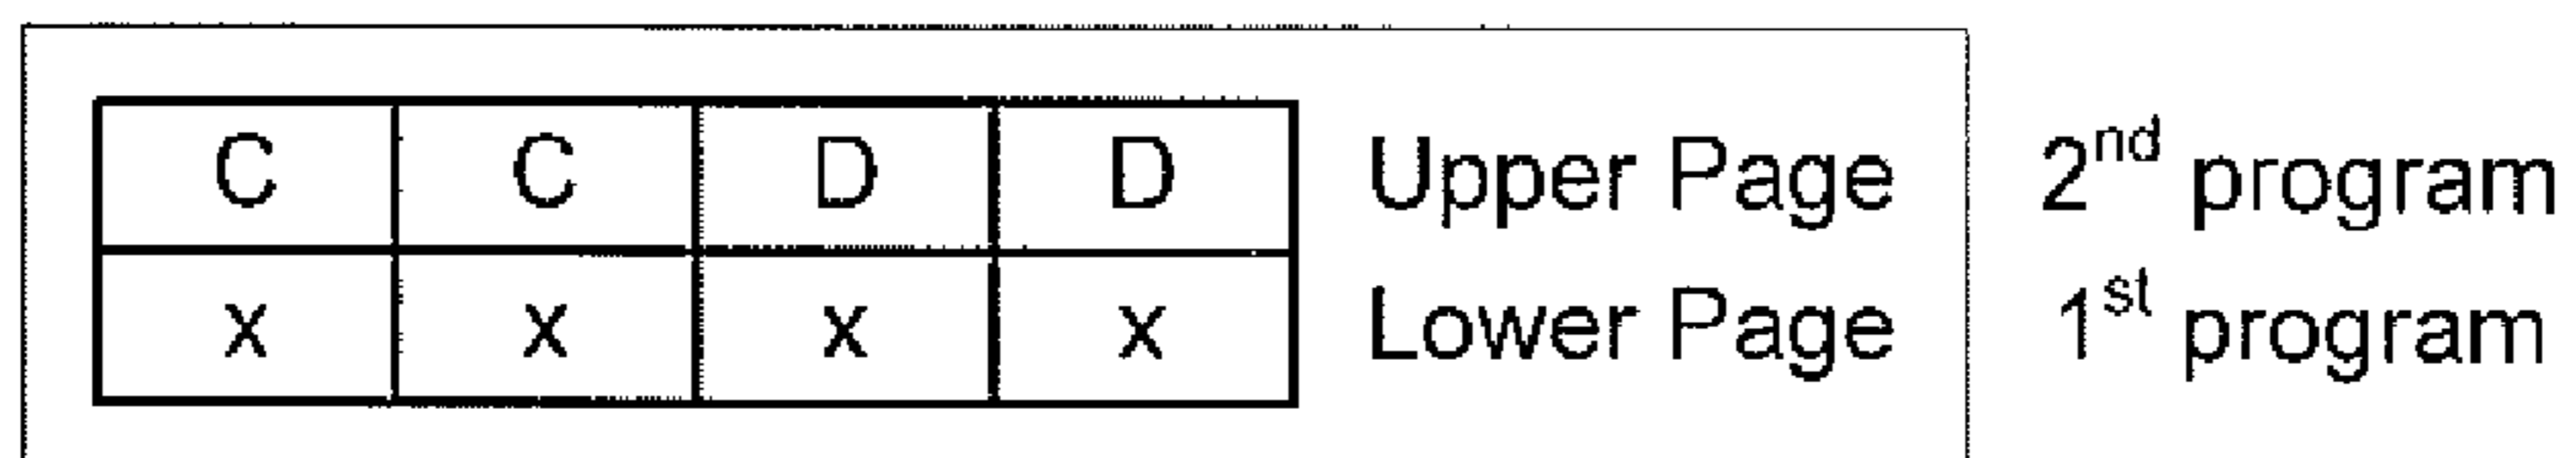 C C D D Upper Page 2nd program
x x x x Lower Page 1st program